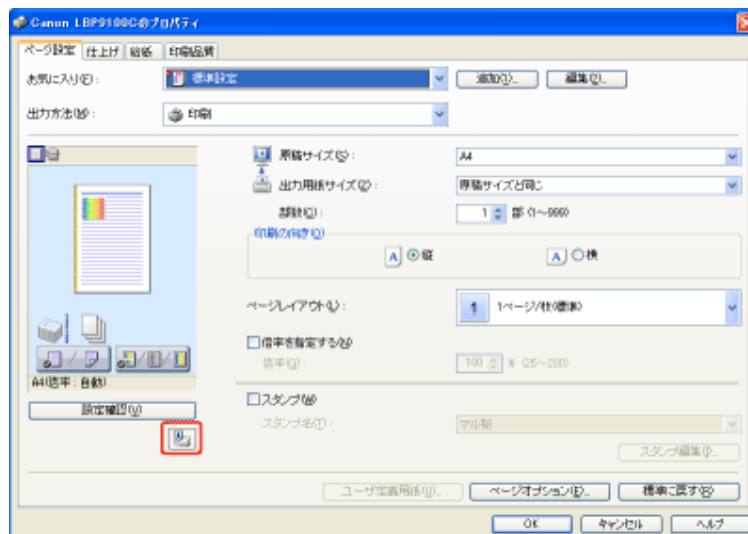 Canon LBP9100Cのプロパティ
ページ設定 仕上げ 給紙 印刷品質
お気に入り(F): 標準設定 追加(1)... 編集(2)...
出力方法(M): 印刷
原稿サイズ(S): A4
出力用紙サイズ(Z): 原稿サイズと同じ
部数(C): 1 部 (1～999)
印刷の向き(O)
A 縦 A 横
ページレイアウト(L): 1 1ページ/枚(標準)
倍率を指定する(N)
倍率(G): 100 % (25～200)
A4(倍率: 自動)
スタンプ(W)
設定確認(V)
スタンプ名(T): マル秘
スタンプ編集(I)...
ユーザ定義用紙(U)... ページオプション(E)... 標準に戻す(R)
OK キャンセル ヘルプ